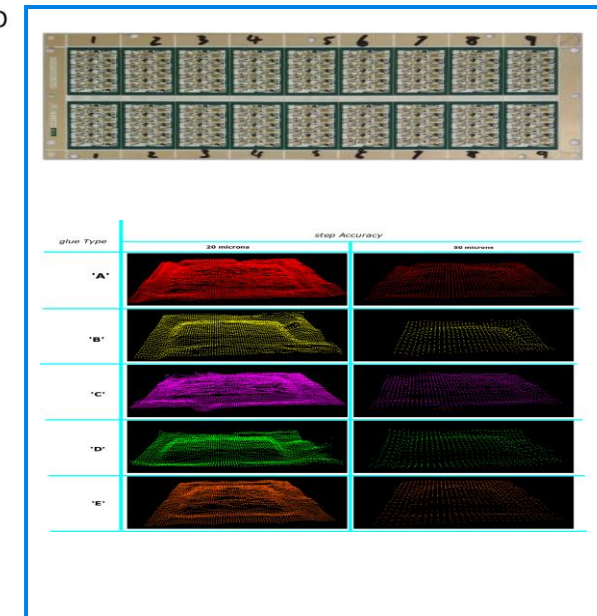 1 2 3 4 5 6 7 8 9
1 2 3 4 5 6 7 8 9
step Accuracy
glue Type
20 microns 50 microns
'A'
'B'
'C'
'D'
'E'